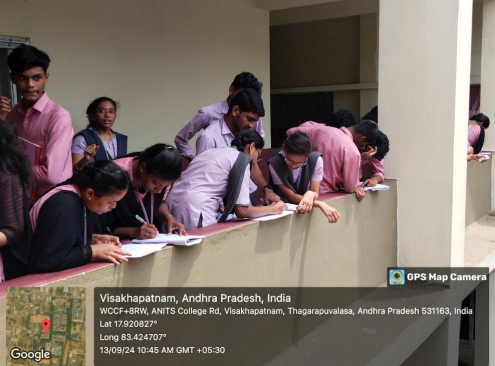 GPS Map Camera
Visakhapatnam, Andhra Pradesh, India
WCCF+8RW, ANITS College Rd, Visakhapatnam, Thagarapuvalasa, Andhra Pradesh 531163, India
Lat 17.920827°
Long 83.424707°
13/09/24 10:45 AM GMT +05:30
Google